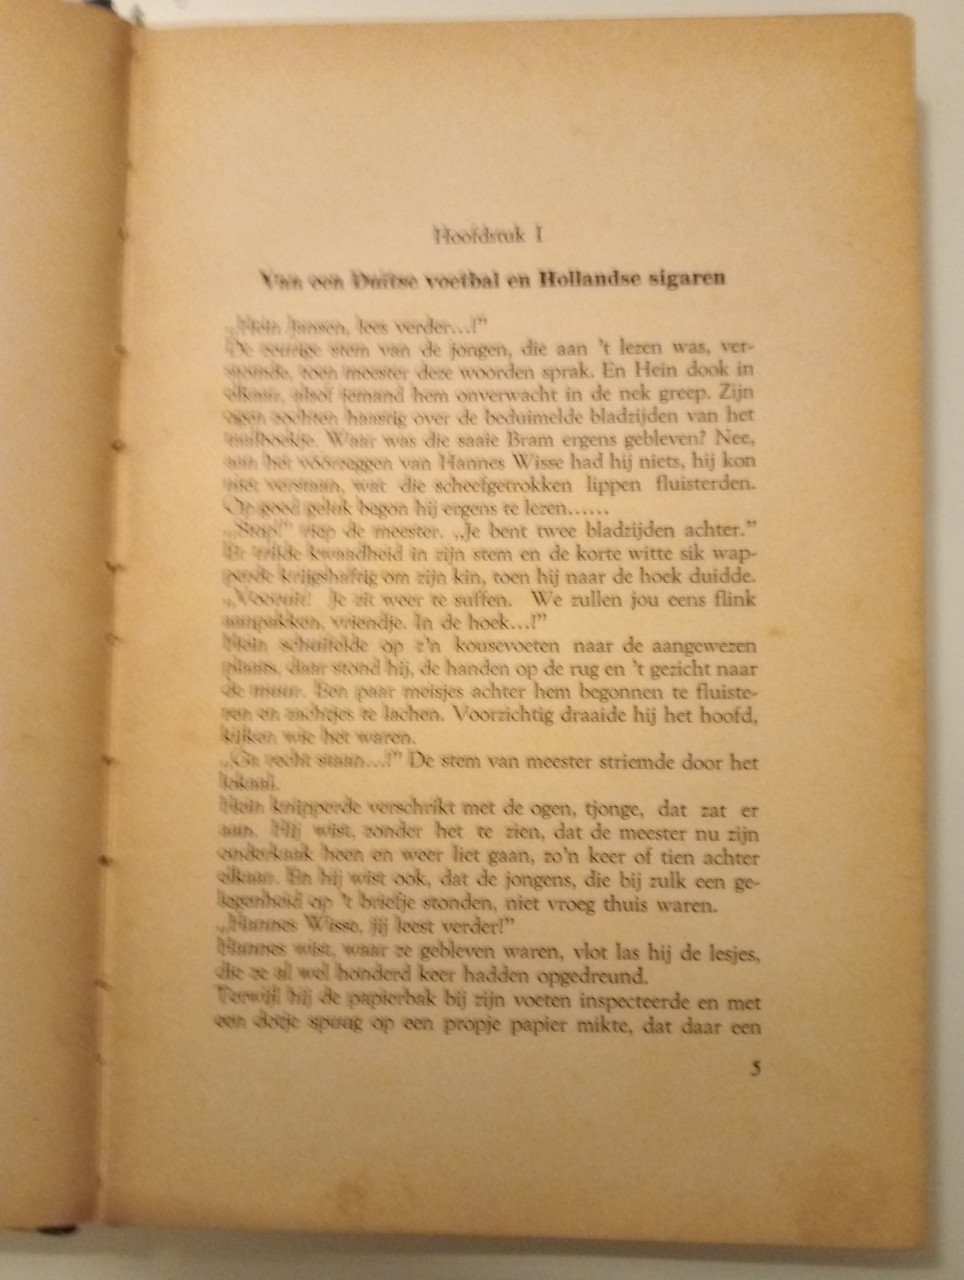 Hoofdstuk I
Van een Duitse voetbal en Hollandse sigaren
„Hein Jansen, lees verder...!”
De zeurige stem van de jongen, die aan 't lezen was, ver-
stomde, toen meester deze woorden sprak. En Hein dook in
elkaar, alsof iemand hem onverwacht in de nek greep. Zijn
ogen zochten haastig over de beduimelde bladzijden van het
taalboekje. Waar was die saaie Bram ergens gebleven? Nee,
aan het vóórzeggen van Hannes Wisse had hij niets, hij kon
niet verstaan, wat die scheefgetrokken lippen fluisterden.
Op goed geluk begon hij ergens te lezen......
„Stop!” riep de meester. „Je bent twee bladzijden achter.”
Er trilde kwaadheid in zijn stem en de korte witte sik wap-
perde krijgshaftig om zijn kin, toen hij naar de hoek duidde.
„Vooruit! Je zit weer te suffen. We zullen jou eens flink
aanpakken, vriendje. In de hoek...!”
Hein schuifelde op z'n kousevoeten naar de aangewezen
plaats, daar stond hij, de handen op de rug en 't gezicht naar
de muur. Een paar meisjes achter hem begonnen te fluiste-
ren en zachtjes te lachen. Voorzichtig draaide hij het hoofd,
kijken wie het waren.
„Ga recht staan...!” De stem van meester striemde door het
lokaal.
Hein knipperde verschrikt met de ogen, tjonge, dat zat er
aan. Hij wist, zonder het te zien, dat de meester nu zijn
onderkaak heen en weer liet gaan, zo'n keer of tien achter
elkaar. En hij wist ook, dat de jongens, die bij zulk een ge-
legenheid op 't briefje stonden, niet vroeg thuis waren.
„Hannes Wisse, jij leest verder!”
Hannes wist, waar ze gebleven waren, vlot las hij de lesjes,
die ze al wel honderd keer hadden opgedreund.
Terwijl hij de papierbak bij zijn voeten inspecteerde en met
een dotje spuug op een propje papier mikte, dat daar een
5